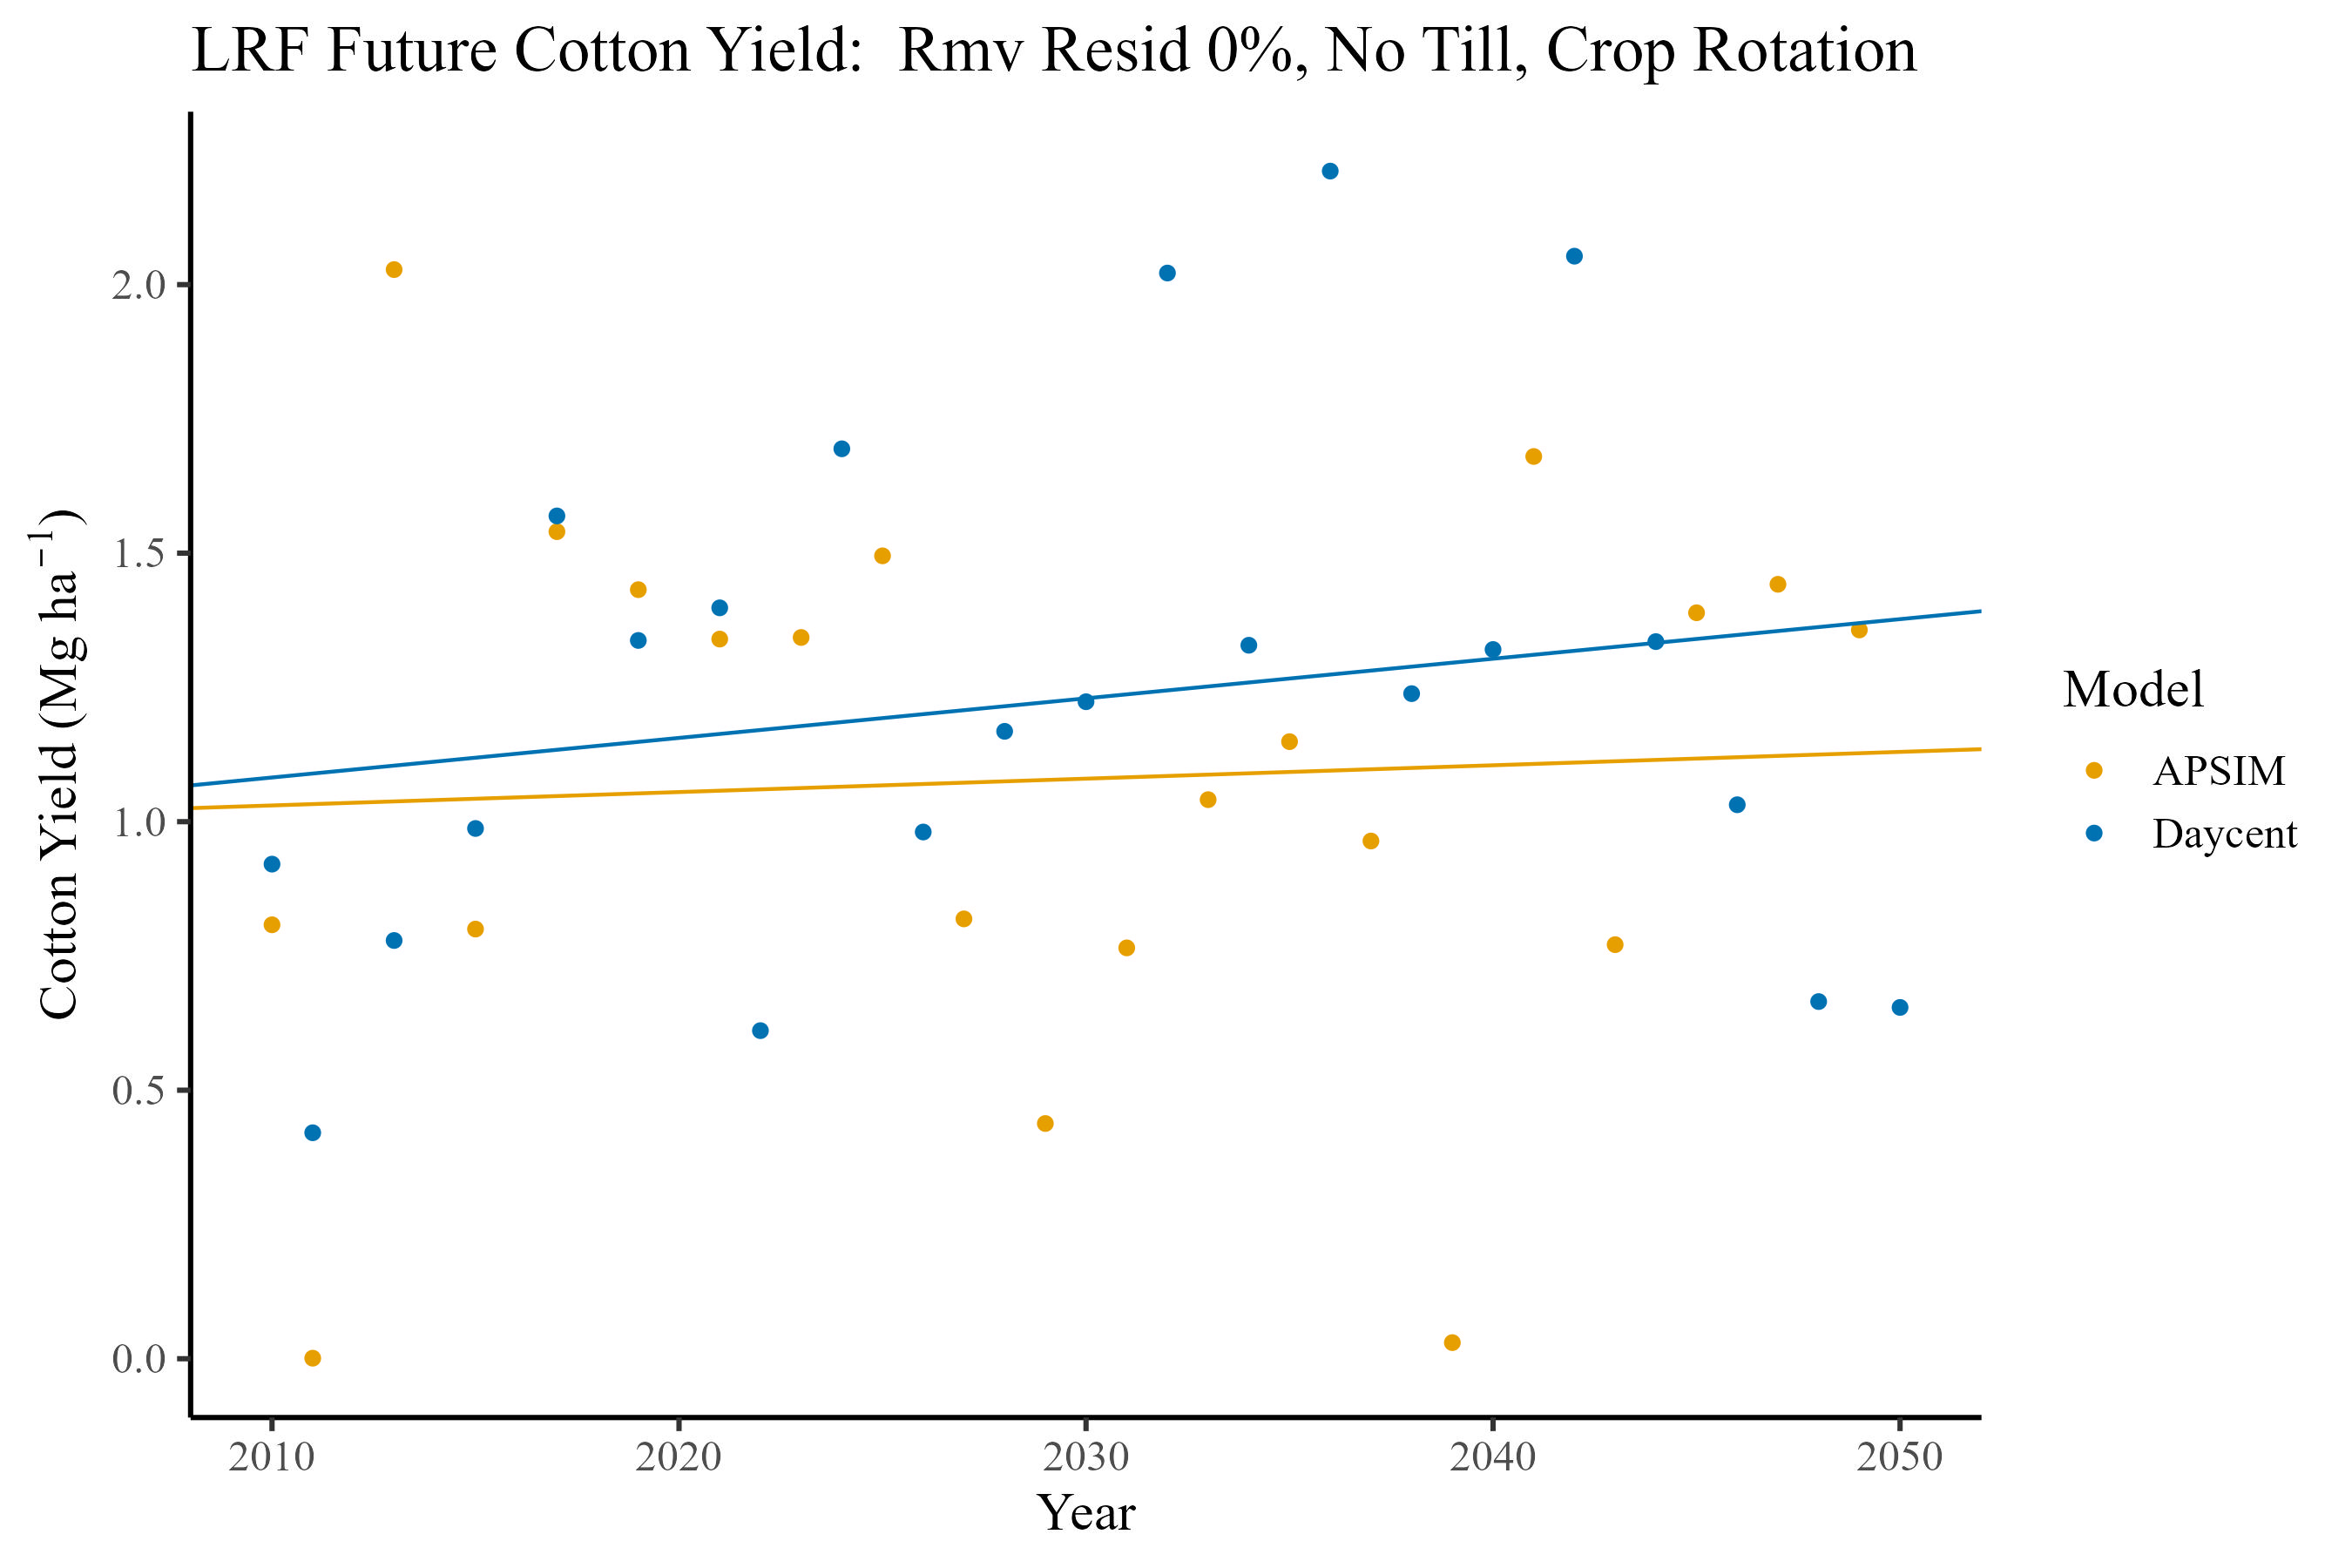 LRF Future Cotton Yield:  Rmv Resid 0%, No Till, Crop Rotation
Cotton Yield (Mg ha⁻¹)
2.0
1.5
1.0
0.5
0.0
2010
2020
2030
2040
2050
Year
Model
APSIM
Daycent